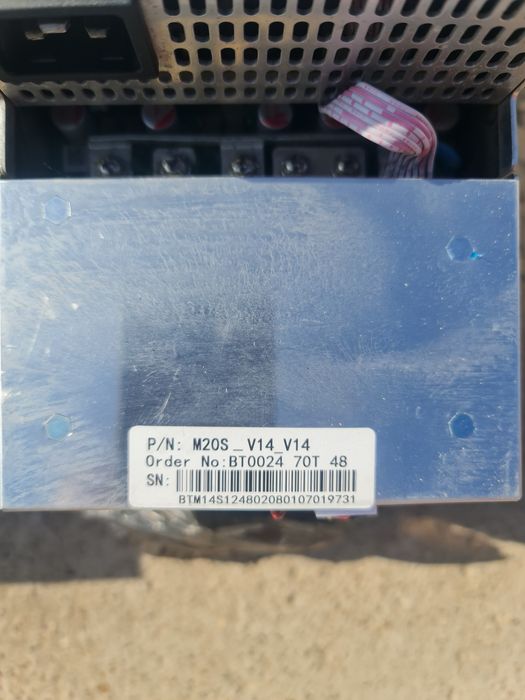 P/N: M20S_V14_V14
Order No:BT0024 70T 48
SN:
BTM14S124802080107019731